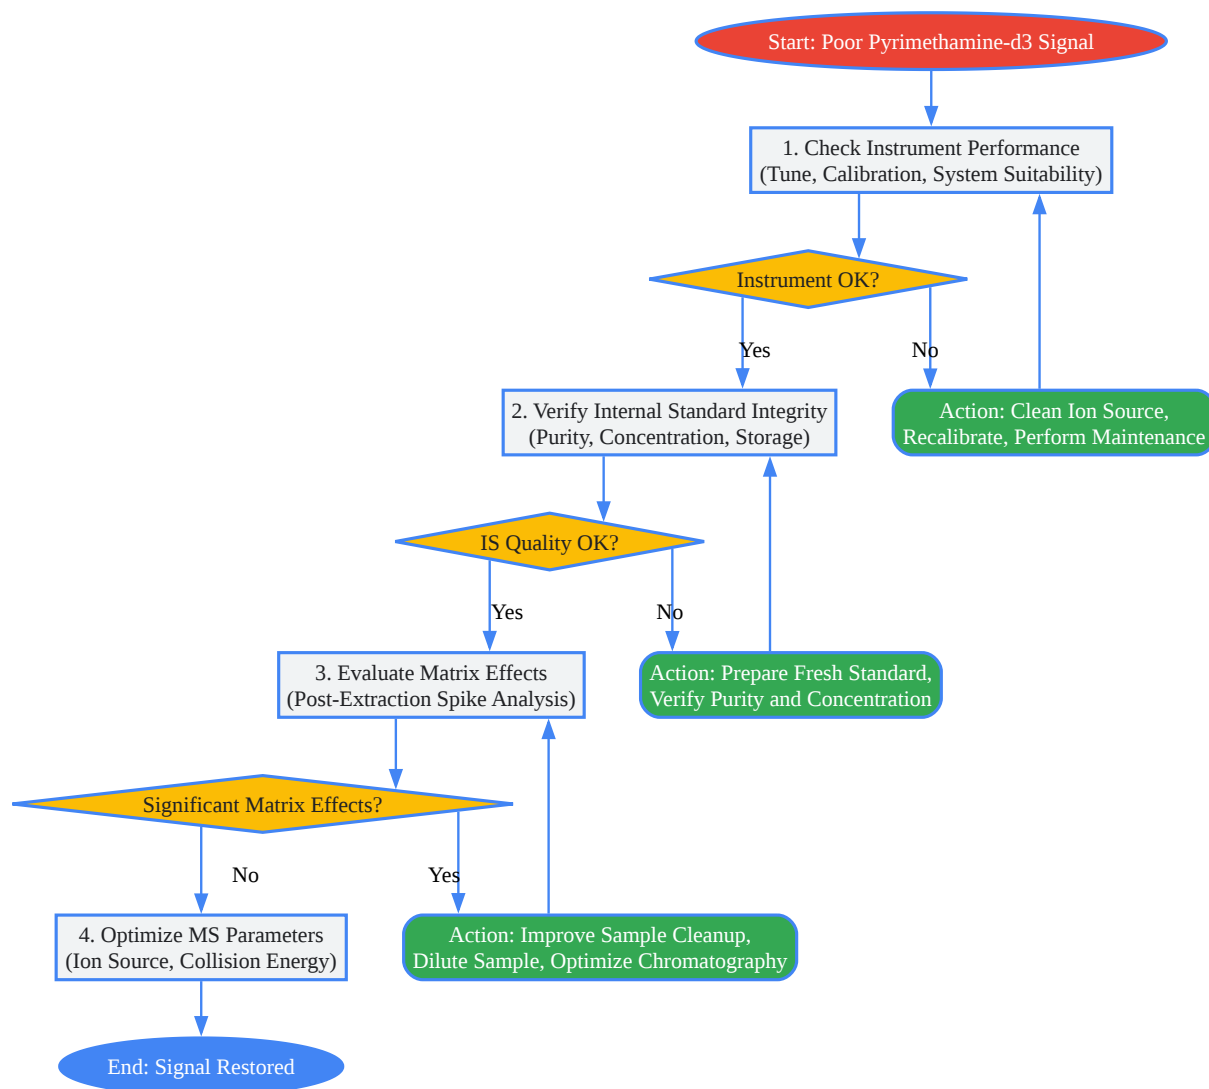 Start: Poor Pyrimethamine-d3 Signal
1. Check Instrument Performance
(Tune, Calibration, System Suitability)
Instrument OK?
Yes
No
2. Verify Internal Standard Integrity
(Purity, Concentration, Storage)
Action: Clean Ion Source,
Recalibrate, Perform Maintenance
IS Quality OK?
Yes
No
3. Evaluate Matrix Effects
(Post-Extraction Spike Analysis)
Action: Prepare Fresh Standard,
Verify Purity and Concentration
Significant Matrix Effects?
No
Yes
4. Optimize MS Parameters
(Ion Source, Collision Energy)
Action: Improve Sample Cleanup,
Dilute Sample, Optimize Chromatography
End: Signal Restored